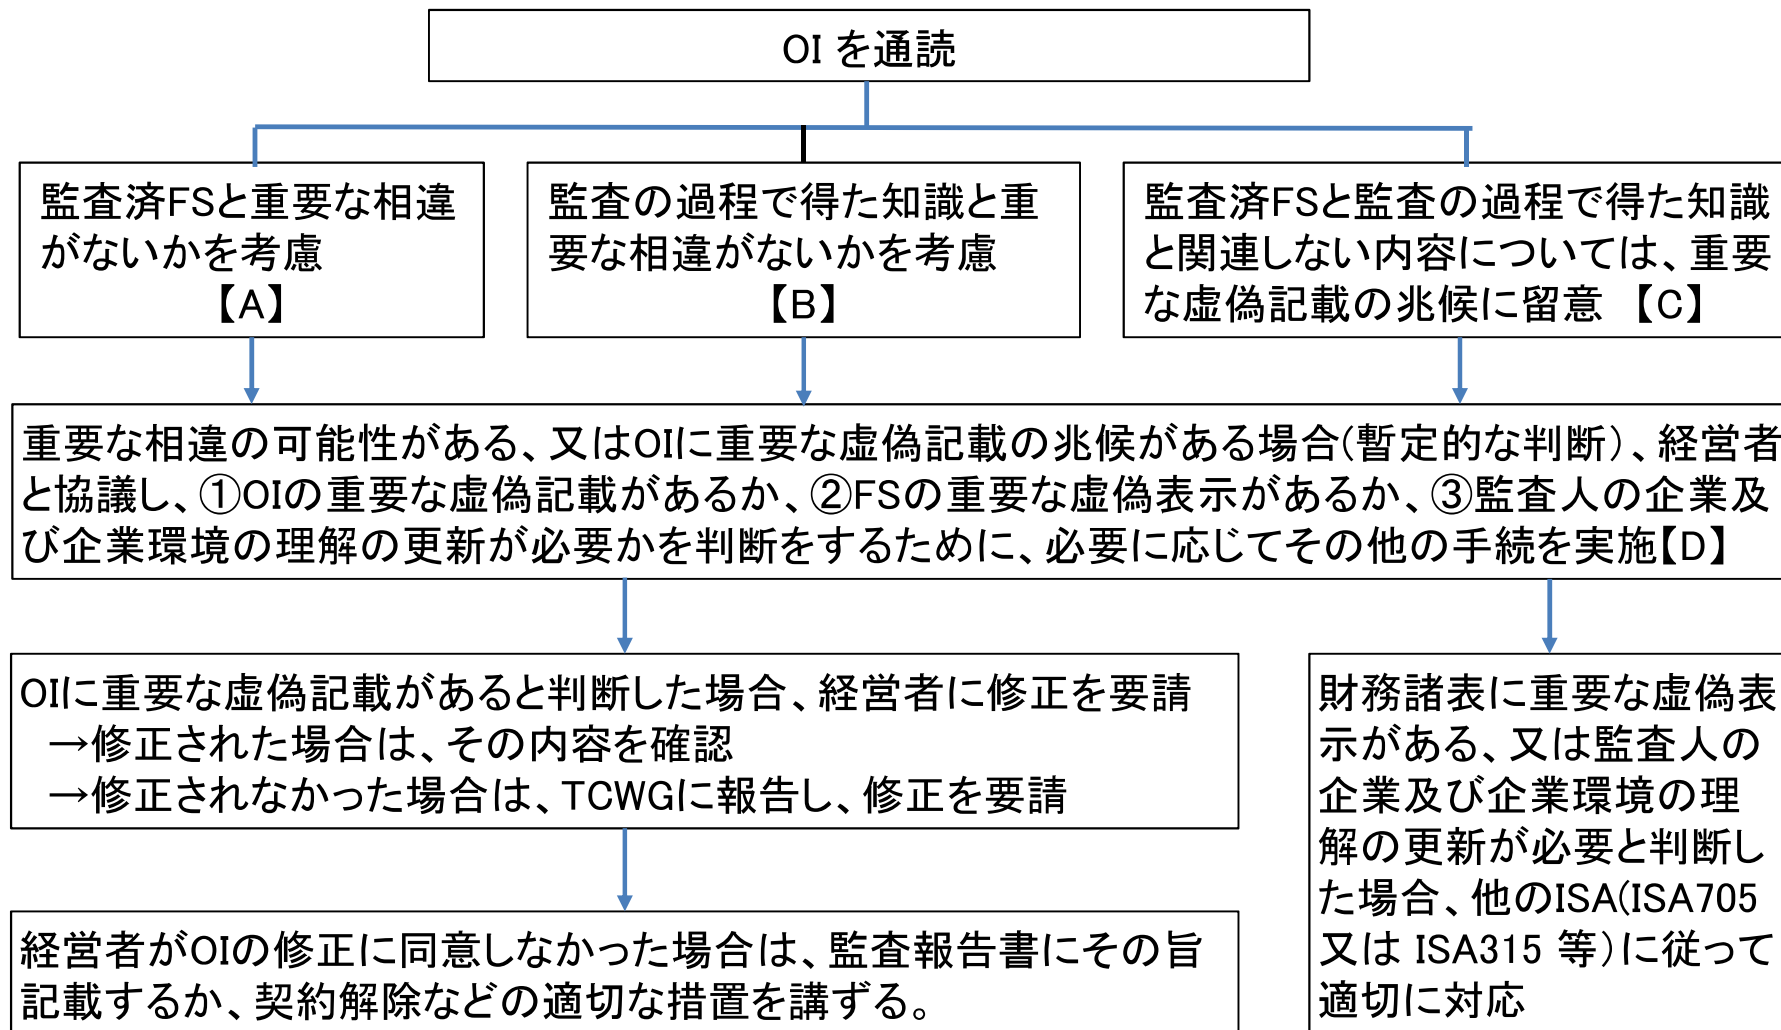 OI を通読
監査済FSと重要な相違
がないかを考慮
【A】
監査の過程で得た知識と重
要な相違がないかを考慮
【B】
監査済FSと監査の過程で得た知識
と関連しない内容については、重要
な虚偽記載の兆候に留意 【C】
重要な相違の可能性がある、又はOIに重要な虚偽記載の兆候がある場合(暫定的な判断)、経営者
と協議し、①OIの重要な虚偽記載があるか、②FSの重要な虚偽表示があるか、③監査人の企業及
び企業環境の理解の更新が必要かを判断をするために、必要に応じてその他の手続を実施【D】
OIに重要な虚偽記載があると判断した場合、経営者に修正を要請
→修正された場合は、その内容を確認
→修正されなかった場合は、TCWGに報告し、修正を要請
経営者がOIの修正に同意しなかった場合は、監査報告書にその旨
記載するか、契約解除などの適切な措置を講ずる。
財務諸表に重要な虚偽表
示がある、又は監査人の
企業及び企業環境の理
解の更新が必要と判断し
た場合、他のISA(ISA705
又は ISA315 等)に従って
適切に対応